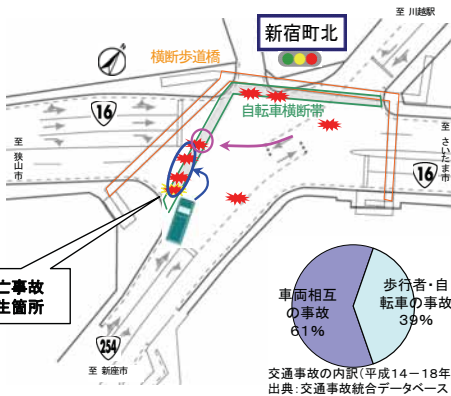 至 川越駅
新宿町北
N
横断歩道橋
16
自転車横断帯
至 狭山市
至 さいたま市
16
亡事故
生箇所
254
至 新座市
車両相互
の事故
61%
歩行者・自
転車の事故
39%
交通事故の内訳(平成14－18年
出典:交通事故統合データベース